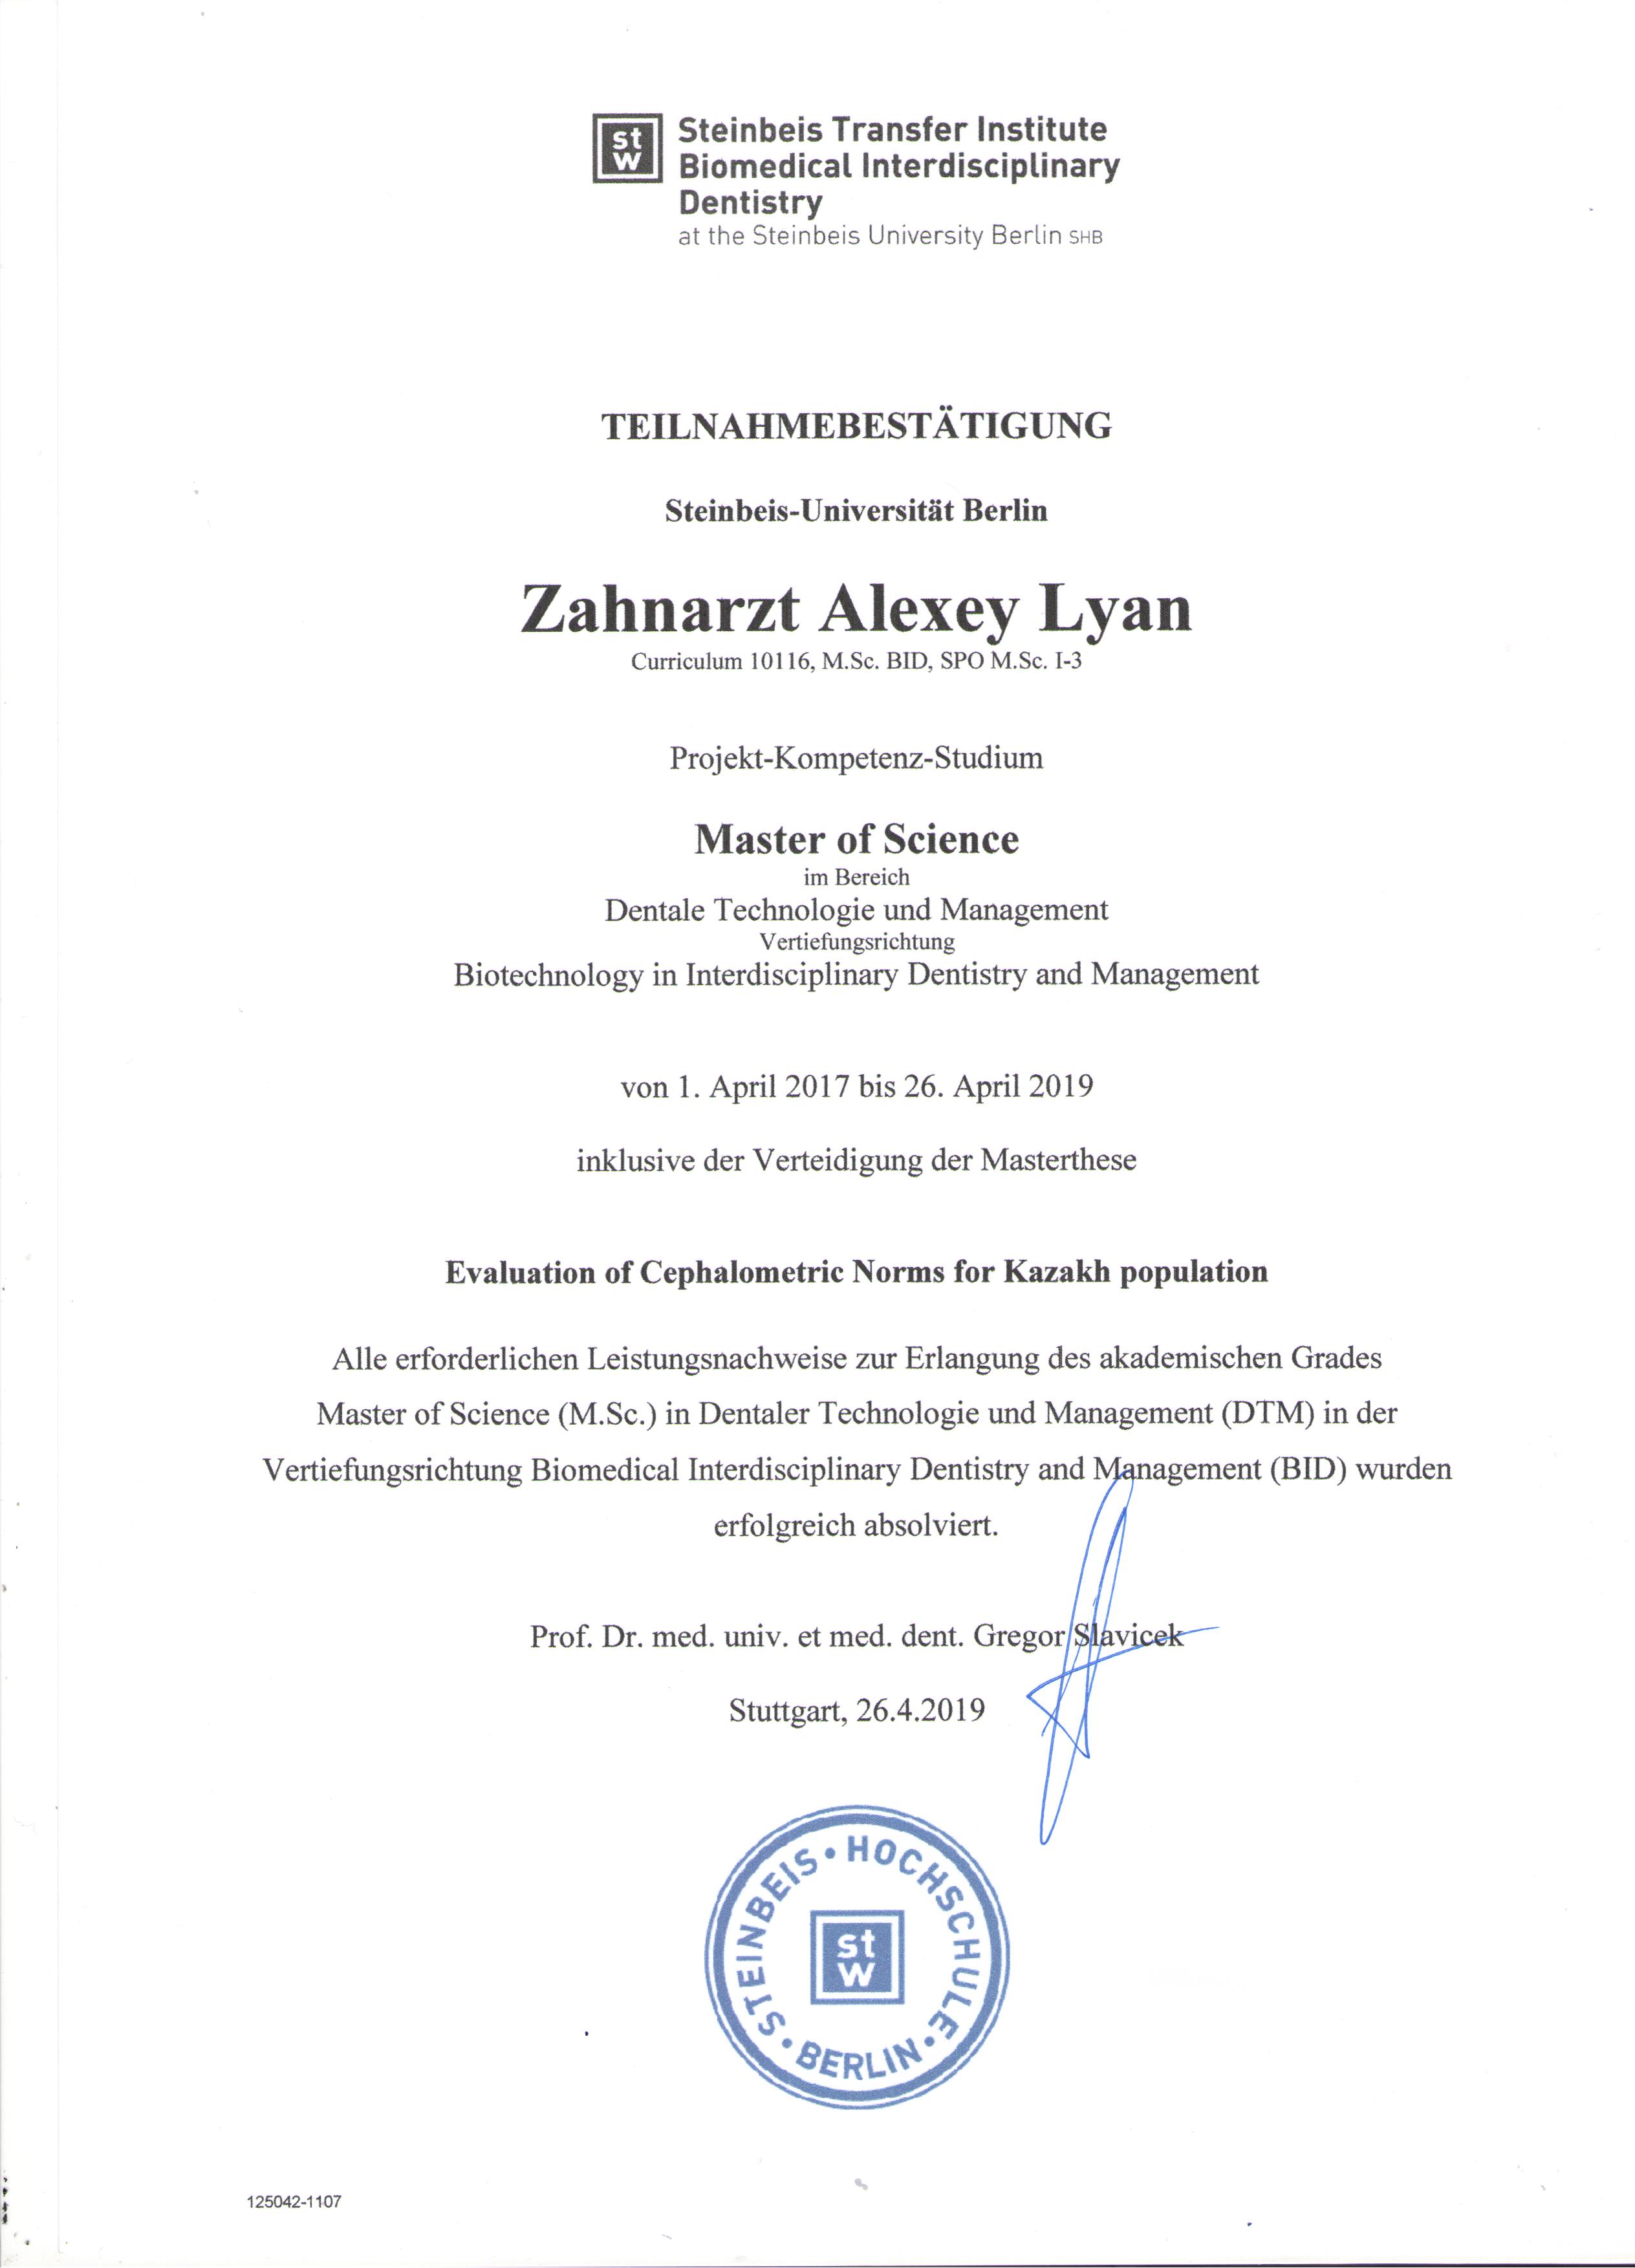 st
w
Steinbeis Transfer Institute
Biomedical Interdisciplinary
Dentistry
at the Steinbeis University Berlin SHB
TEILNAHMEBESTÄTIGUNG
Steinbeis-Universität Berlin
Zahnarzt Alexey Lyan
Curriculum 10116, M.Sc. BID, SPO M.Sc. I-3
Projekt-Kompetenz-Studium
Master of Science
im Bereich
Dentale Technologie und Management
Vertiefungsrichtung
Biotechnology in Interdisciplinary Dentistry and Management
von 1. April 2017 bis 26. April 2019
inklusive der Verteidigung der Masterthese
Evaluation of Cephalometric Norms for Kazakh population
Alle erforderlichen Leistungsnachweise zur Erlangung des akademischen Grades
Master of Science (M.Sc.) in Dentaler Technologie und Management (DTM) in der
Vertiefungsrichtung Biomedical Interdisciplinary Dentistry and Management (BID) wurden
erfolgreich absolviert.
Prof. Dr. med. univ. et med. dent. Gregor Slavicek
Stuttgart, 26.4.2019
STEINBEIS • HOCHSCHULE • BERLIN •
st
w
125042-1107